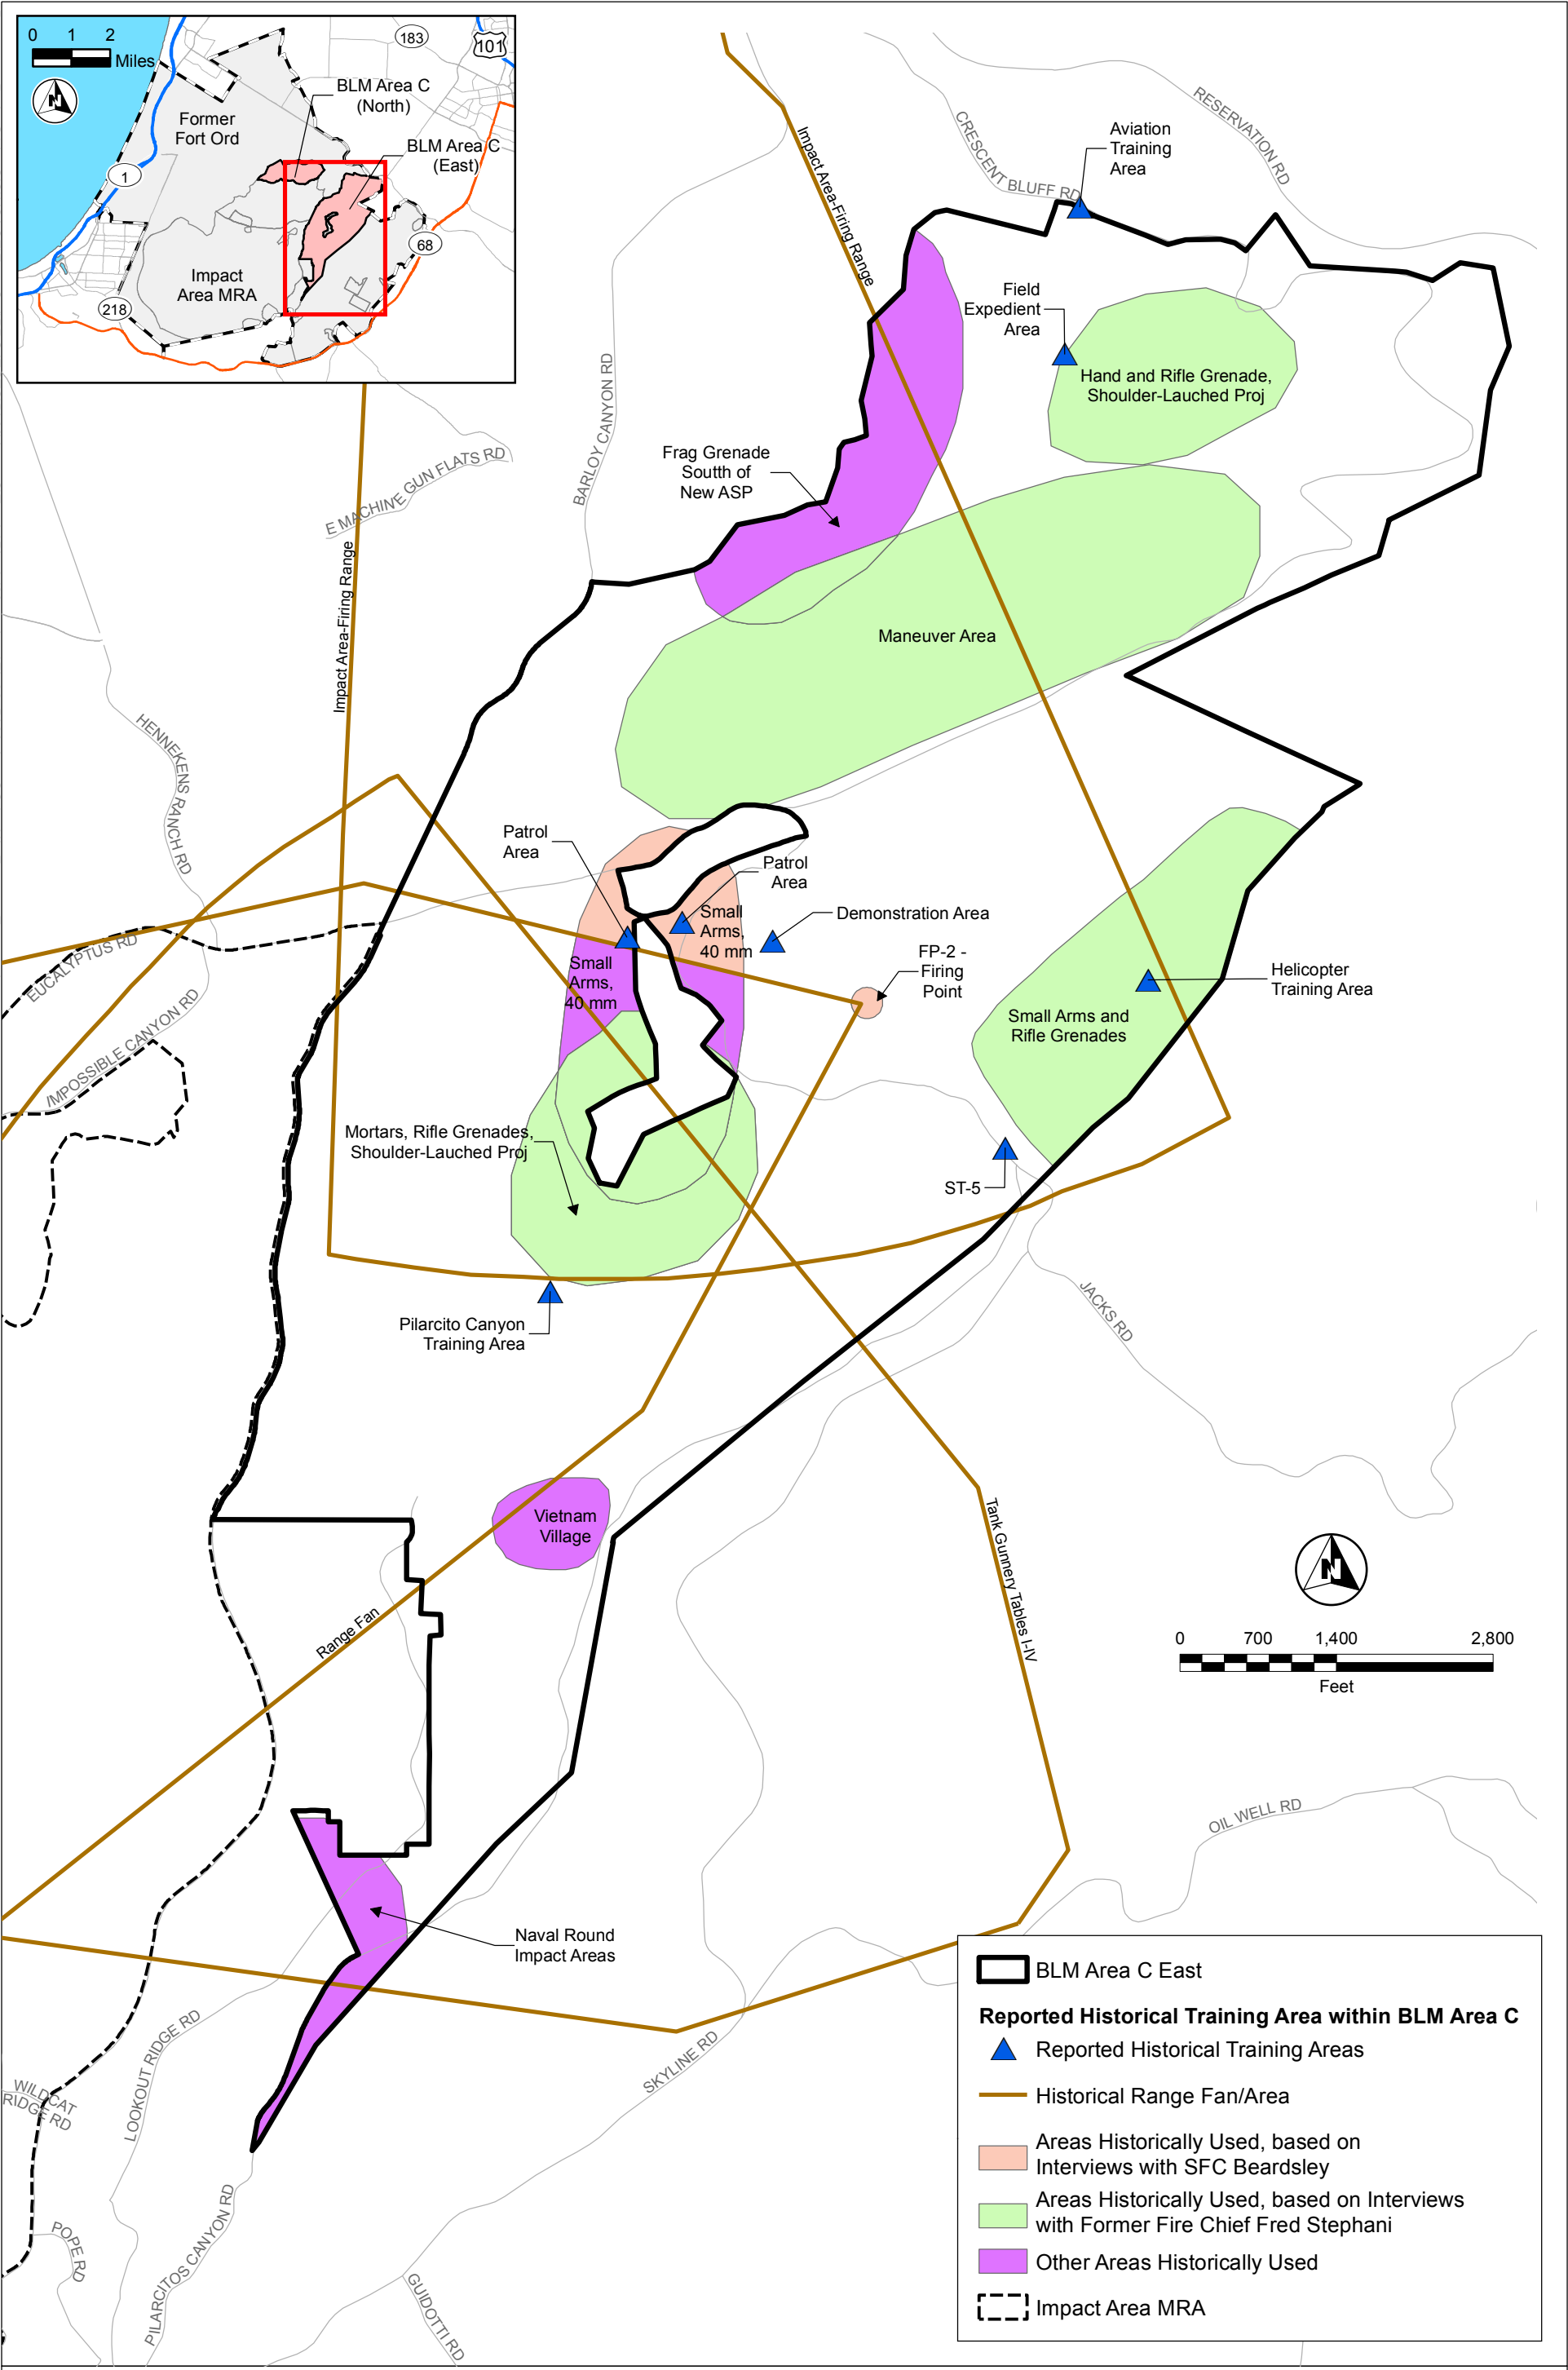 0 1 2
Miles
N
183
101
BLM Area C
(North)
Former
Fort Ord
BLM Area C
(East)
1
68
Impact
Area MRA
218
RESERVATION RD
CRESCENT BLUFF RD
Aviation
Training
Area
Impact Area-Firing Range
Field
Expedient
Area
Hand and Rifle Grenade,
Shoulder-Lauched Proj
BARLOY CANYON RD
E MACHINE GUN FLATS RD
Frag Grenade
Soutth of
New ASP
Impact Area-Firing Range
Maneuver Area
HENNEKENS RANCH RD
Patrol
Area
Patrol
Area
Small
Arms,
40 mm
Demonstration Area
FP-2 -
Firing
Point
EUCALYPTUS RD
Small
Arms,
40 mm
Helicopter
Training Area
Small Arms and
Rifle Grenades
IMPOSSIBLE CANYON RD
Mortars, Rifle Grenades,
Shoulder-Lauched Proj
ST-5
Pilarcito Canyon
Training Area
JACKS RD
Vietnam
Village
Tank Gunnery Tables I-IV
N
Range Fan
0 700 1,400 2,800
Feet
OIL WELL RD
Naval Round
Impact Areas
LOOKOUT RIDGE RD
SKYLINE RD
WILDCAT
RIDGE RD
POPE RD
PILARCITOS CANYON RD
GUIDOTTI RD
BLM Area C East
Reported Historical Training Area within BLM Area C
Reported Historical Training Areas
Historical Range Fan/Area
Areas Historically Used, based on
Interviews with SFC Beardsley
Areas Historically Used, based on Interviews
with Former Fire Chief Fred Stephani
Other Areas Historically Used
Impact Area MRA